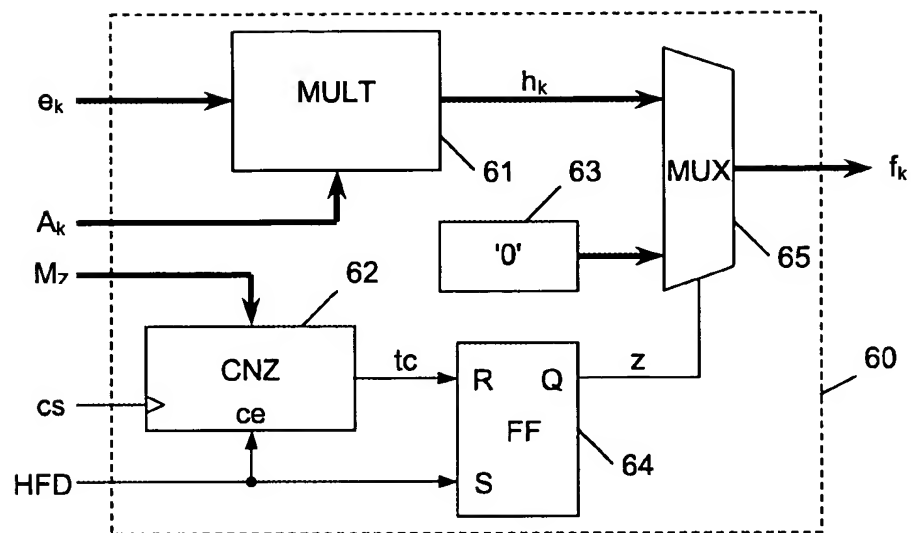 MULT
h_k
e_k
61
63
MUX
f_k
A_k
'0'
65
M_Z
62
CNZ
tc
z
60
R
Q
cs
ce
FF
64
HFD
S